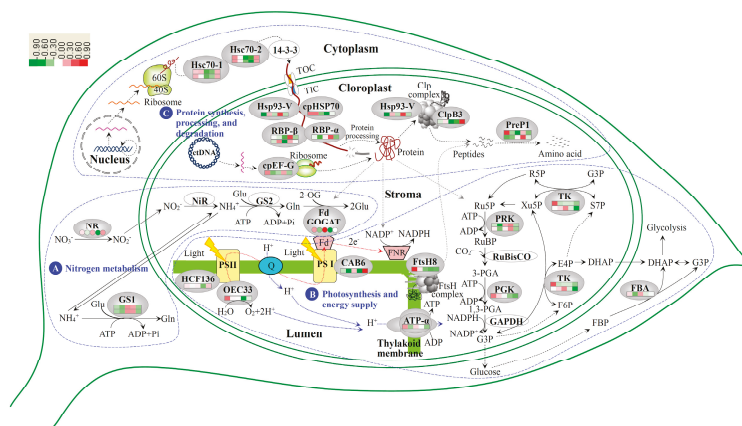 -0.90
-0.60
-0.30
0.00
0.30
0.60
0.90
Cytoplasm
Hsc70-2
Hsc70-1
14-3-3
60S
40S
Ribosome
TOC
TIC
Cloroplast
Clp
complex
Hsp93-V
cpHSP70
Hsp93-V
ClpB3
C Protein synthesis,
processing, and
degradation
RBP-β
RBP-α
Protein
processing
PreP1
Nucleus
ctDNA
cpEF-G
Ribosome
Protein
Peptides
Amino acid
Stroma
R5P
G3P
TK
NiR
Glu
GS2
2 OG
NO₂⁻
NH₄⁺
Gln
2Glu
ATP
ADP+Pi
Fd
GOGAT
Ru5P
Xu5P
S7P
ATP
PRK
ADP
NR
NO₃⁻
NO₂⁻
NADP⁺
NADPH
RuBP
Glycolysis
Light
H⁺
Light
Fd
2e⁻
FNR
CO₂
RuBisCO
A Nitrogen metabolism
PSII
Q
PS I
CAB6
FtsH8
E4P
DHAP
DHAP
G3P
3-PGA
TK
HCF136
OEC33
H⁺
B Photosynthesis and
energy supply
FtsH
complex
ATP
PGK
ADP
FBA
GS1
Glu
H₂O
O₂+2H⁺
ATP
1,3-PGA
F6P
NH₄⁺
Gln
H⁺
ATP-α
NADPH
GAPDH
FBP
ATP
ADP+Pi
Lumen
ADP
NADP⁺
Thylakoid
membrane
G3P
Glucose